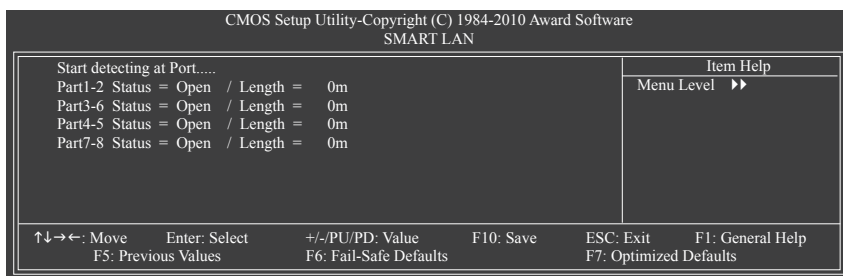 CMOS Setup Utility-Copyright (C) 1984-2010 Award Software
SMART LAN
Start detecting at Port.....
Part1-2 Status = Open / Length = 0m
Part3-6 Status = Open / Length = 0m
Part4-5 Status = Open / Length = 0m
Part7-8 Status = Open / Length = 0m
Item Help
Menu Level ▶▶
↑↓→←: Move Enter: Select +/-/PU/PD: Value F10: Save ESC: Exit F1: General Help
F5: Previous Values F6: Fail-Safe Defaults F7: Optimized Defaults